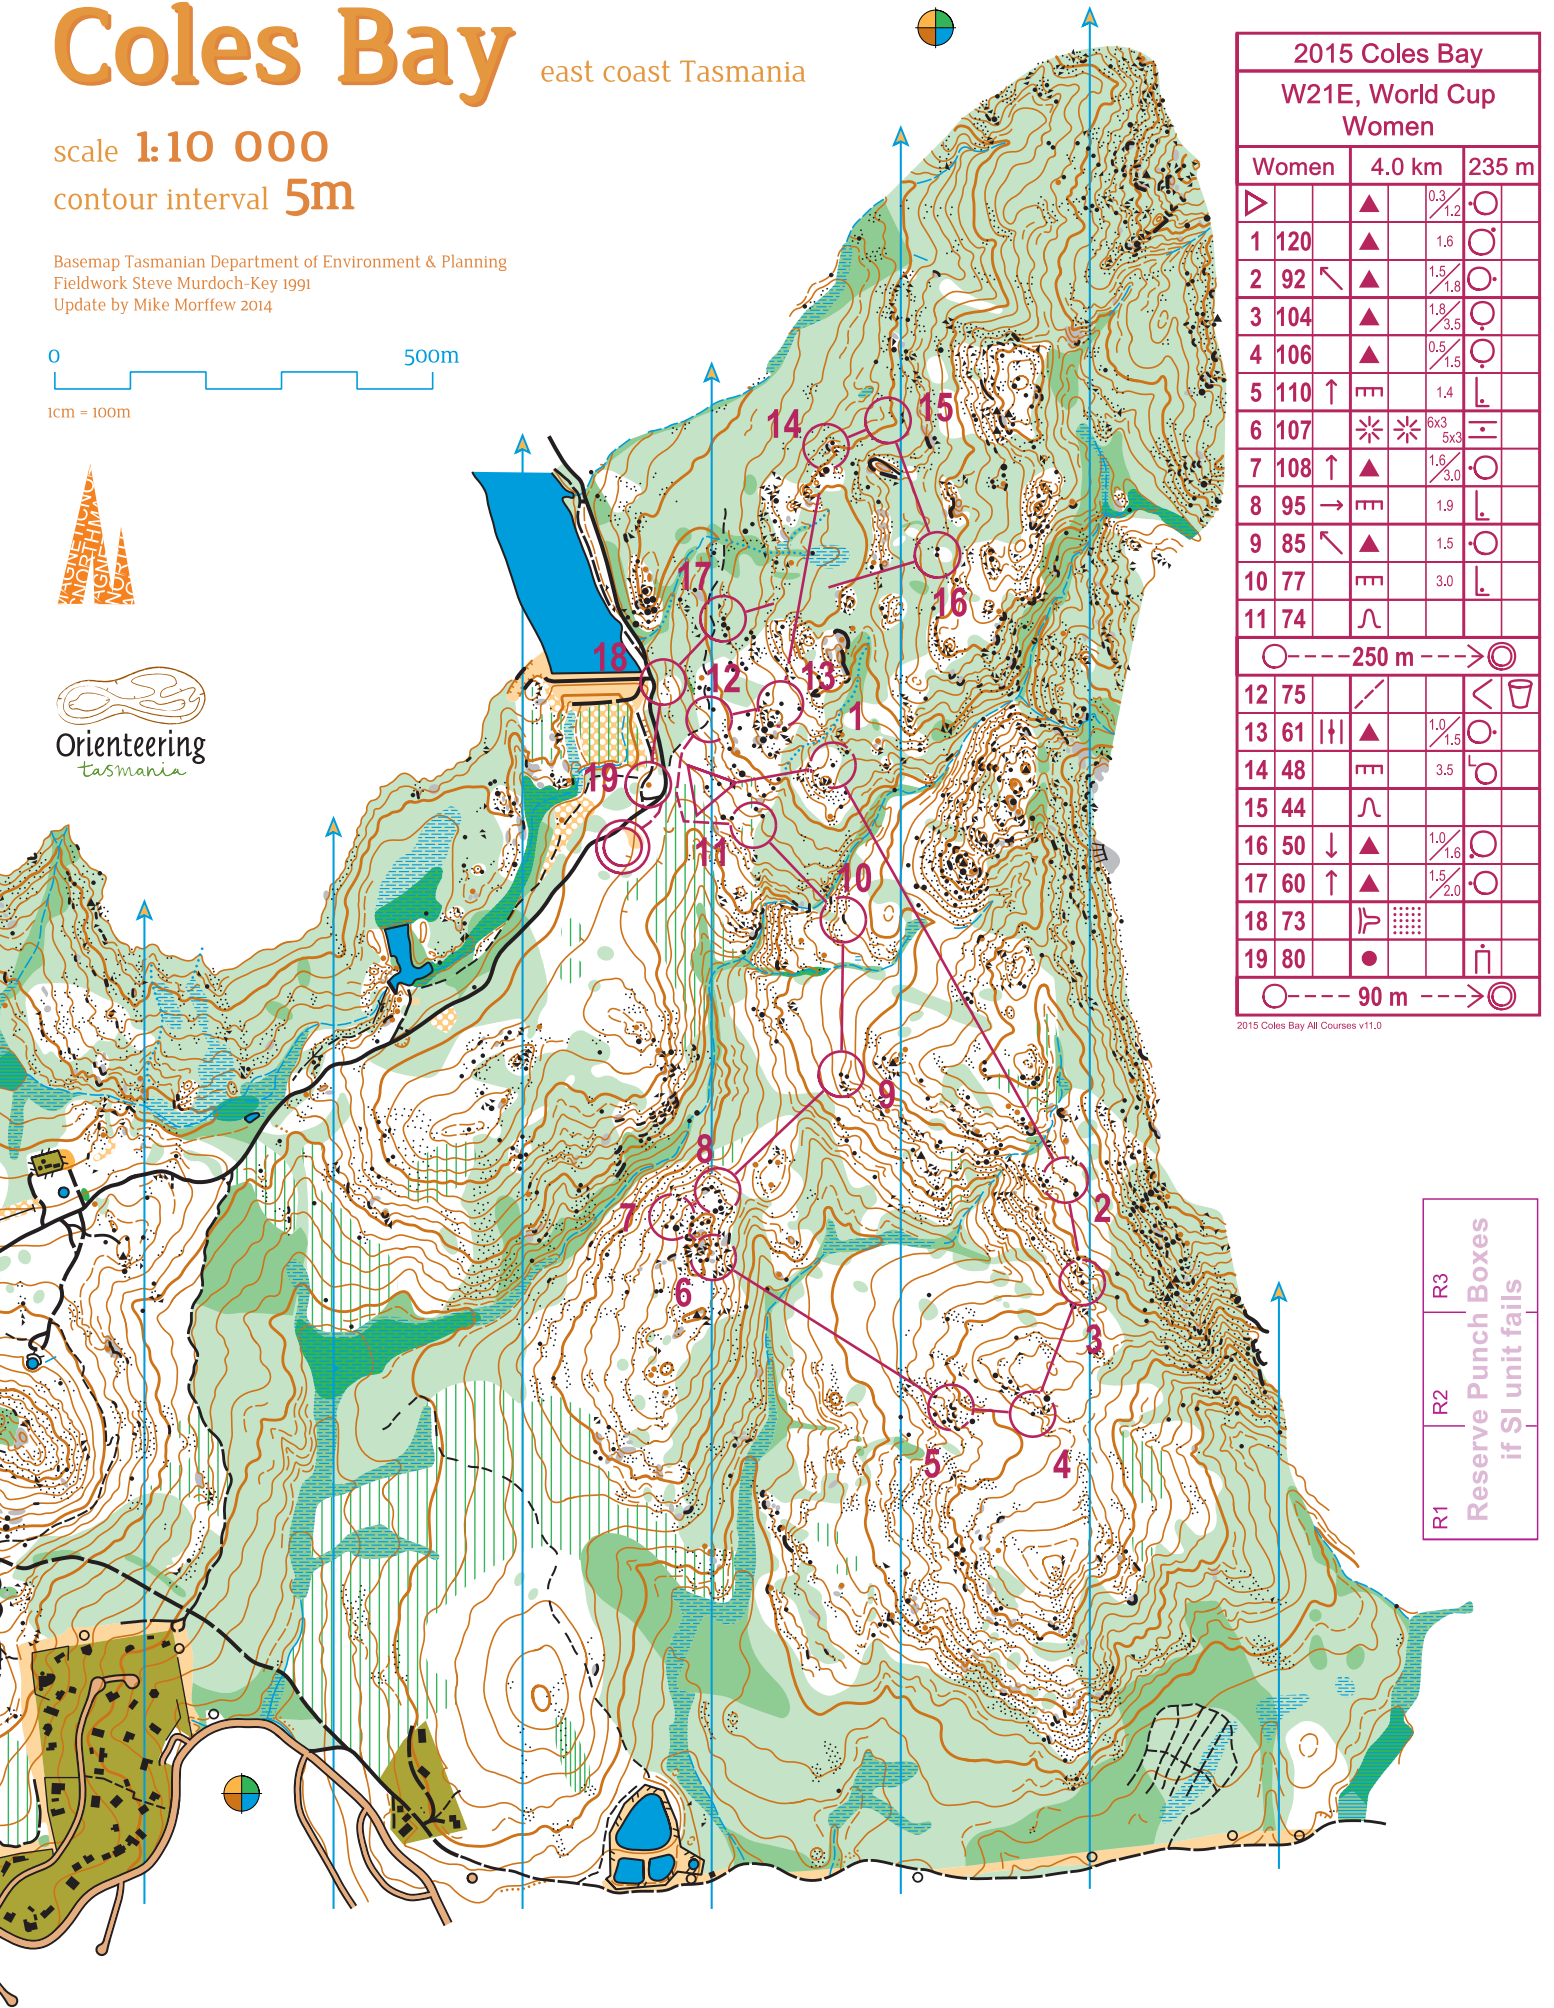 Coles Bay east coast Tasmania
scale 1:10 000
contour interval 5m
Basemap Tasmanian Department of Environment & Planning
Fieldwork Steve Murdoch-Key 1991
Update by Mike Morffew 2014
0 500m
1cm = 100m
Orienteering
tasmania
2015 Coles Bay
W21E, World Cup
Women
Women 4.0 km 235 m
0.3/1.2
1 120 1.6
2 92 1.5/1.8
3 104 1.8/3.5
4 106 0.5/1.5
5 110 1.4
6 107 6x3 5x3
7 108 1.6/3.0
8 95 1.9
9 85 1.5
10 77 3.0
11 74
250 m
12 75
13 61 1.0/1.5
14 48 3.5
15 44
16 50 1.0/1.6
17 60 1.5/2.0
18 73
19 80
90 m
2015 Coles Bay All Courses v11.0
14
15
16
17
18
12
13
1
19
11
10
9
8
7
2
6
3
5
4
R3
R2
R1
Reserve Punch Boxes
if SI unit fails